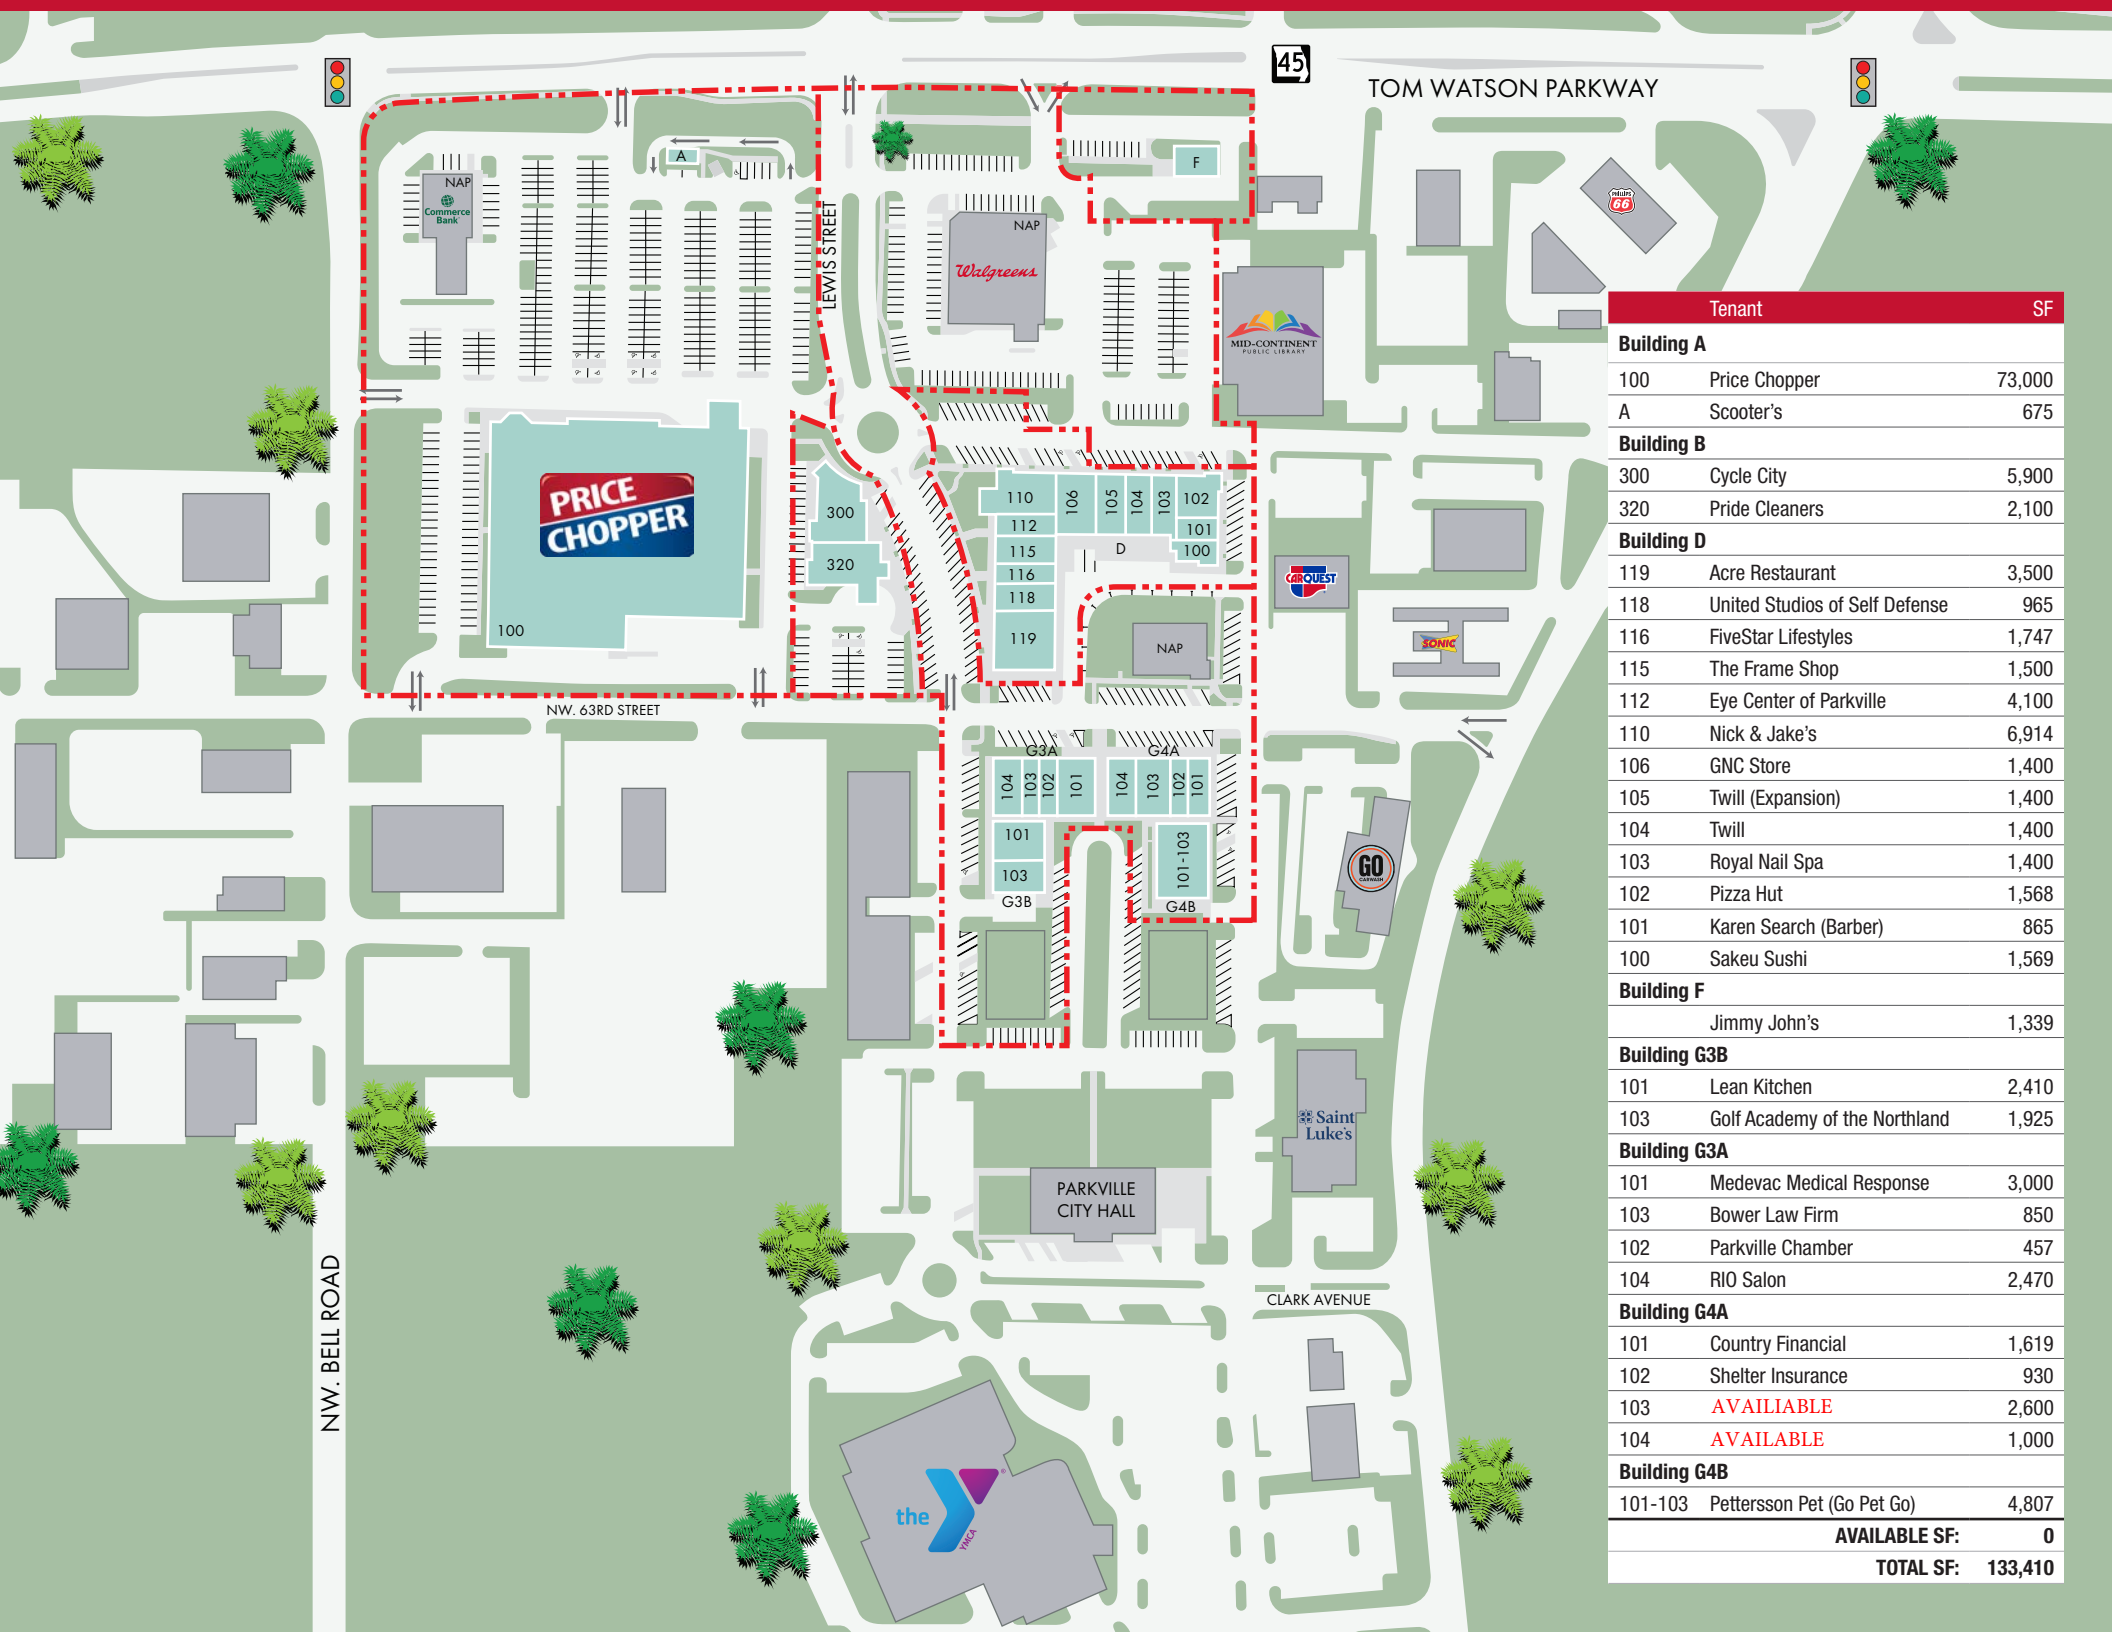 45
TOM WATSON PARKWAY
A
F
NAP
Commerce
Bank
LEWIS STREET
NAP
Walgreens
PHILLIPS
66
MID-CONTINENT
PUBLIC LIBRARY
PRICE
CHOPPER
100
300
320
110
106
105
104
103
102
112
101
115
D
100
116
118
119
NAP
CARQUEST
SONIC
NW. 63RD STREET
G3A
G4A
104
103
102
101
104
103
102
101
101
103
G3B
101-103
G4B
GO
CARWASH
Saint
Luke's
PARKVILLE
CITY HALL
CLARK AVENUE
NW. BELL ROAD
the
YMCA
Tenant SF
Building A
100 Price Chopper 73,000
A Scooter's 675
Building B
300 Cycle City 5,900
320 Pride Cleaners 2,100
Building D
119 Acre Restaurant 3,500
118 United Studios of Self Defense 965
116 FiveStar Lifestyles 1,747
115 The Frame Shop 1,500
112 Eye Center of Parkville 4,100
110 Nick & Jake's 6,914
106 GNC Store 1,400
105 Twill (Expansion) 1,400
104 Twill 1,400
103 Royal Nail Spa 1,400
102 Pizza Hut 1,568
101 Karen Search (Barber) 865
100 Sakeu Sushi 1,569
Building F
Jimmy John's 1,339
Building G3B
101 Lean Kitchen 2,410
103 Golf Academy of the Northland 1,925
Building G3A
101 Medevac Medical Response 3,000
103 Bower Law Firm 850
102 Parkville Chamber 457
104 RIO Salon 2,470
Building G4A
101 Country Financial 1,619
102 Shelter Insurance 930
103 AVAILIABLE 2,600
104 AVAILABLE 1,000
Building G4B
101-103 Pettersson Pet (Go Pet Go) 4,807
AVAILABLE SF: 0
TOTAL SF: 133,410